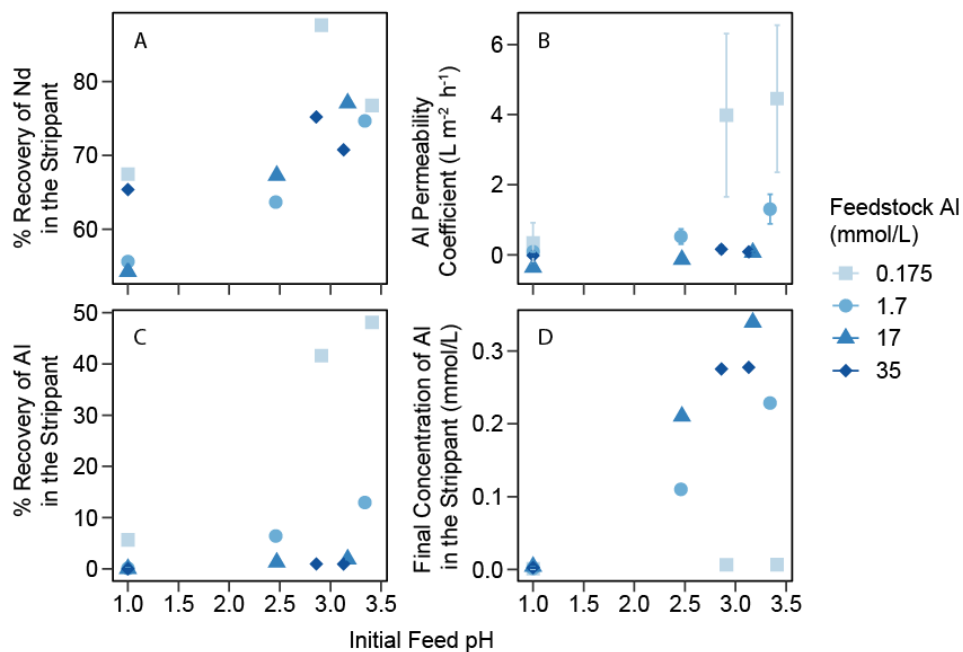 A
% Recovery of Nd
in the Strippant
80
70
60
B
Al Permeability
Coefficient (L m⁻² h⁻¹)
6
4
2
0
C
% Recovery of Al
in the Strippant
50
40
30
20
10
0
1.0 1.5 2.0 2.5 3.0 3.5
D
Final Concentration of Al
in the Strippant (mmol/L)
0.3
0.2
0.1
0.0
1.0 1.5 2.0 2.5 3.0 3.5
Initial Feed pH
Feedstock Al
(mmol/L)
0.175
1.7
17
35